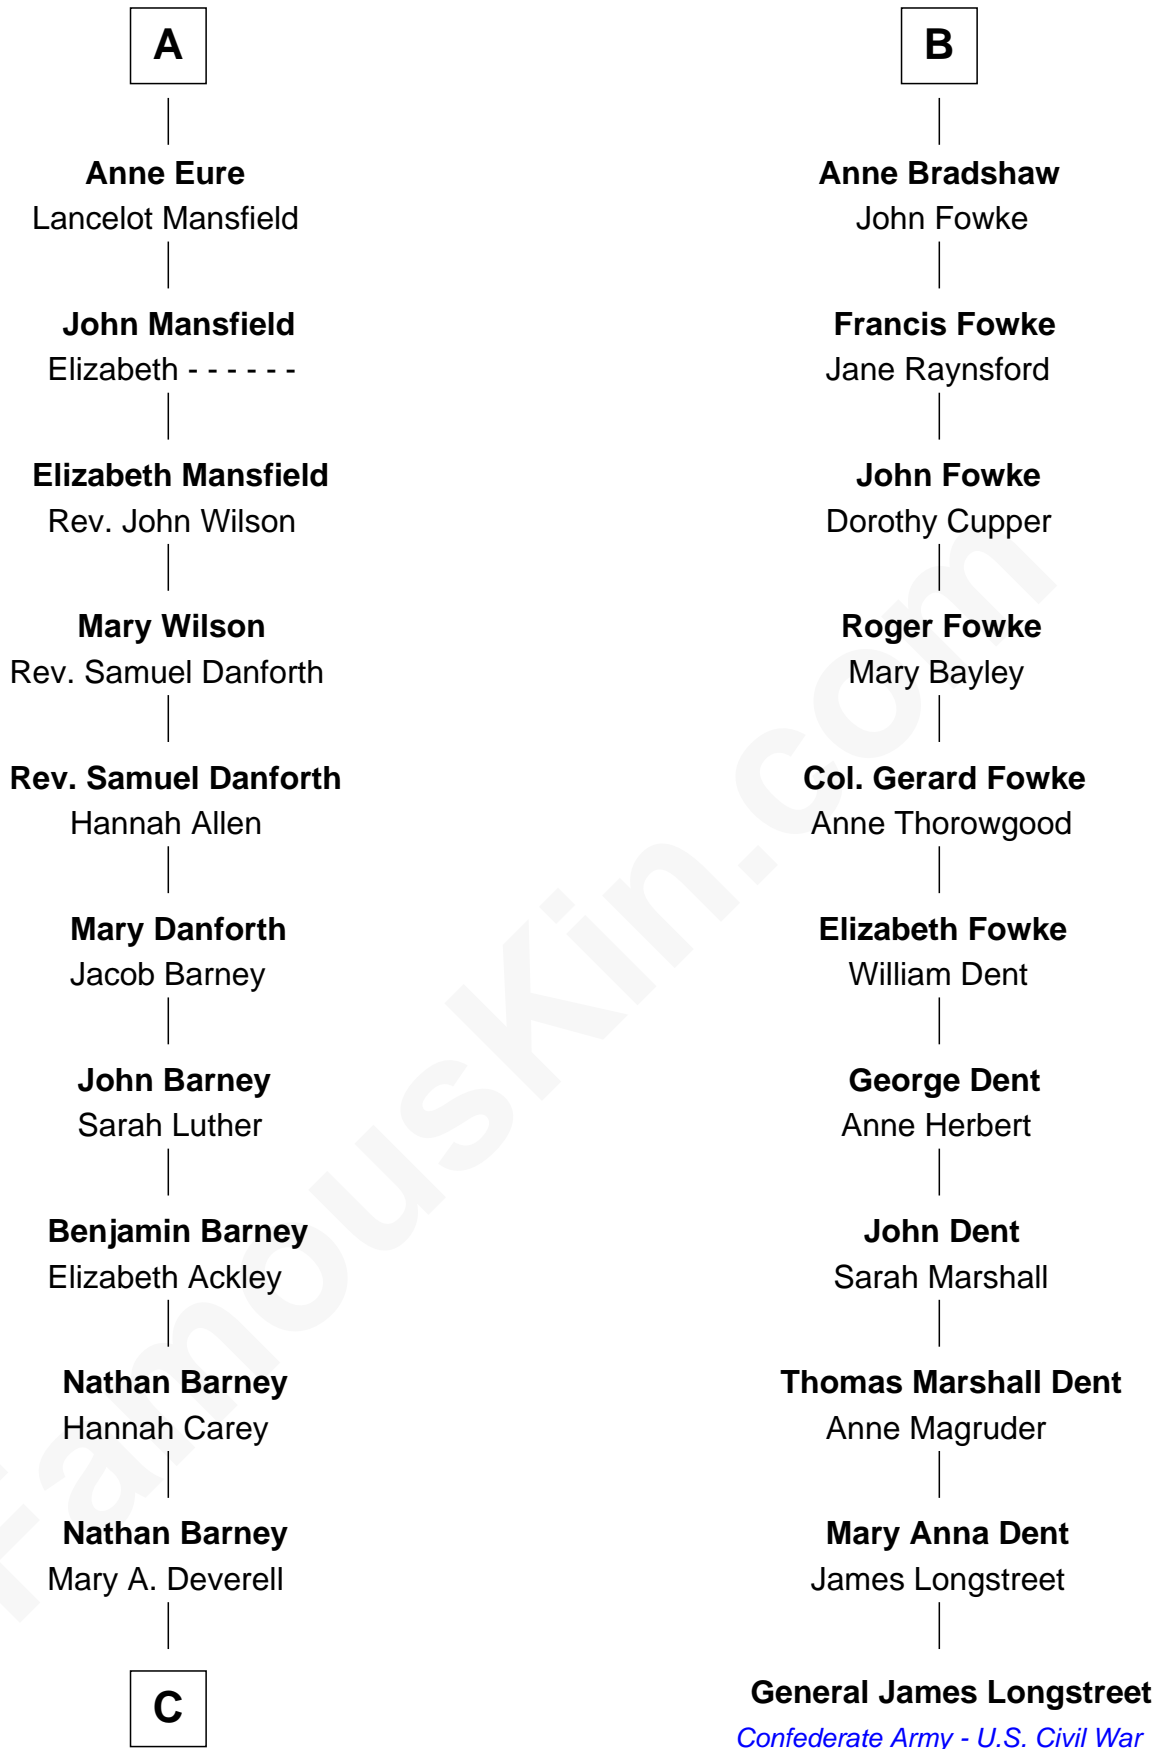 A
Anne Eure
Lancelot Mansfield
John Mansfield
Elizabeth - - - - - -
Elizabeth Mansfield
Rev. John Wilson
Mary Wilson
Rev. Samuel Danforth
Rev. Samuel Danforth
Hannah Allen
Mary Danforth
Jacob Barney
John Barney
Sarah Luther
Benjamin Barney
Elizabeth Ackley
Nathan Barney
Hannah Carey
Nathan Barney
Mary A. Deverell
C
B
Anne Bradshaw
John Fowke
Francis Fowke
Jane Raynsford
John Fowke
Dorothy Cupper
Roger Fowke
Mary Bayley
Col. Gerard Fowke
Anne Thorowgood
Elizabeth Fowke
William Dent
George Dent
Anne Herbert
John Dent
Sarah Marshall
Thomas Marshall Dent
Anne Magruder
Mary Anna Dent
James Longstreet
General James Longstreet
Confederate Army - U.S. Civil War
FamousKin.com